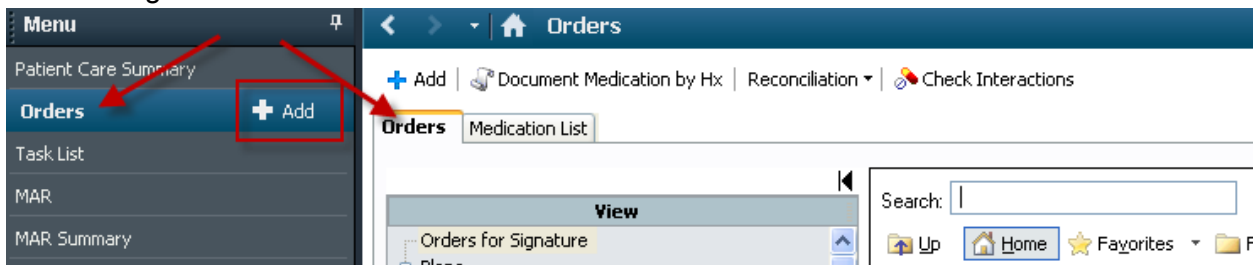 Menu
Patient Care Summary
Orders
Add
Task List
MAR
MAR Summary
Orders
Add
Document Medication by Hx
Reconciliation
Check Interactions
Orders
Medication List
View
Orders for Signature
Plans
Search:
Up
Home
Favorites